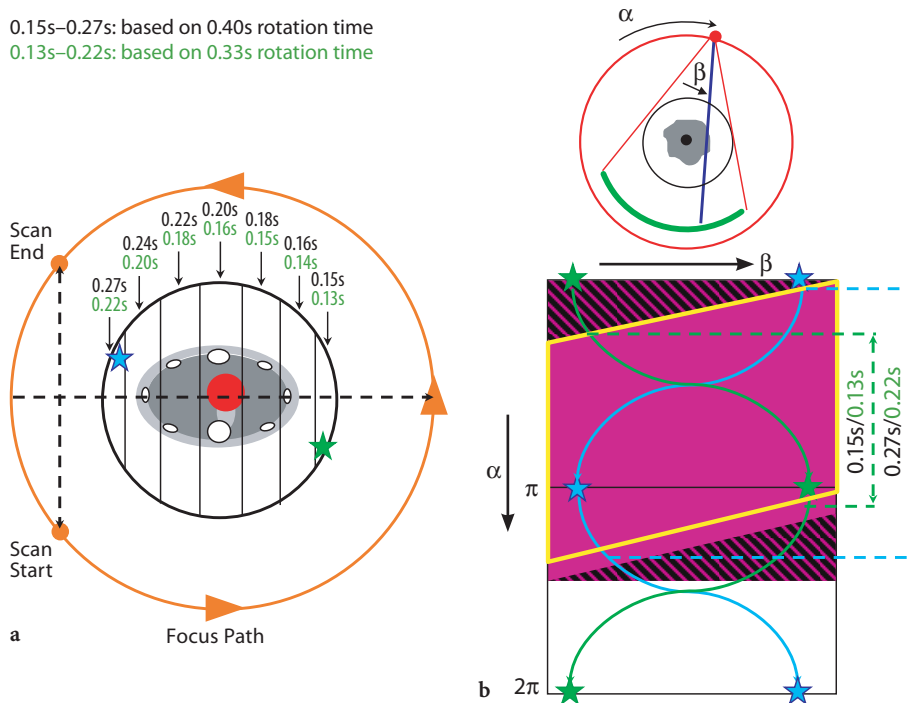 0.15s–0.27s: based on 0.40s rotation time
0.13s–0.22s: based on 0.33s rotation time
Scan
End
0.27s
0.22s
0.24s
0.20s
0.22s
0.18s
0.20s
0.16s
0.18s
0.15s
0.16s
0.14s
0.15s
0.13s
Scan
Start
Focus Path
a
α
β
β
α
π
2π
0.15s/0.13s
0.27s/0.22s
b